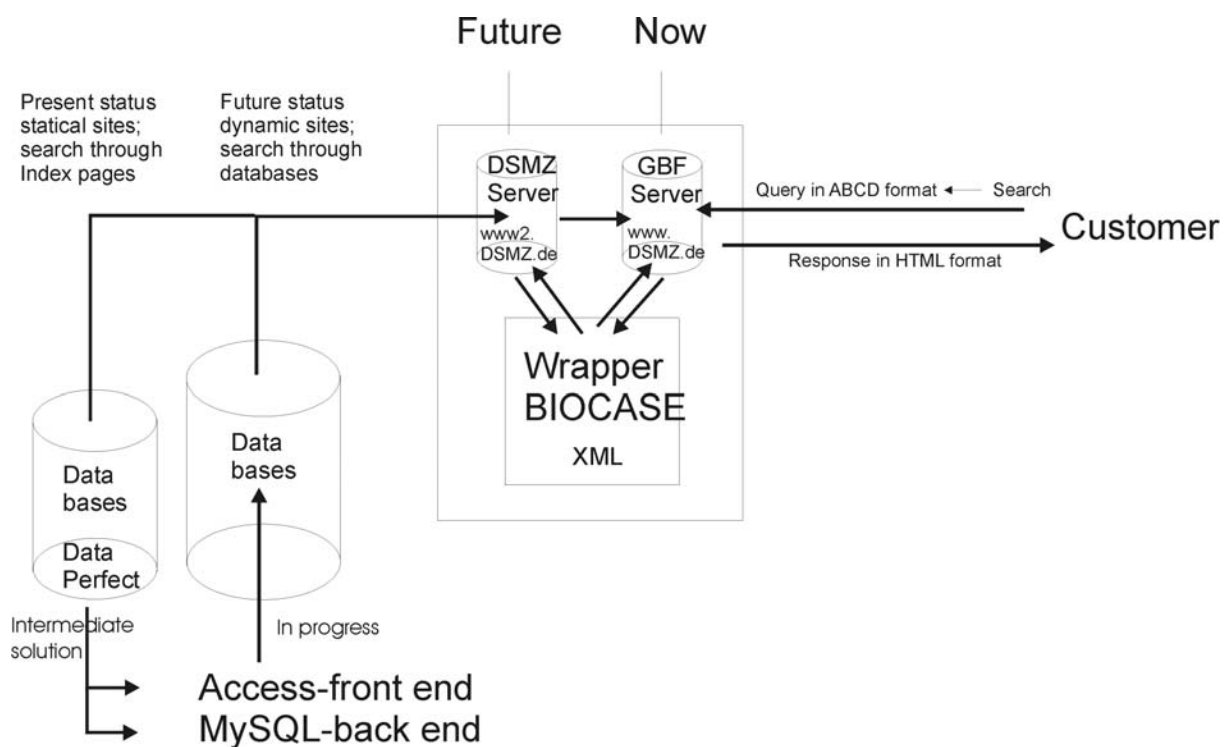 Future
Now
Present status
statical sites;
search through
Index pages
Future status
dynamic sites;
search through
databases
DSMZ
Server
www2.
DSMZ.de
GBF
Server
www.
DSMZ.de
Query in ABCD format
Search
Customer
Response in HTML format
Wrapper
BIOCASE
XML
Data
bases
Data
Perfect
Data
bases
Intermediate
solution
In progress
Access-front end
MySQL-back end